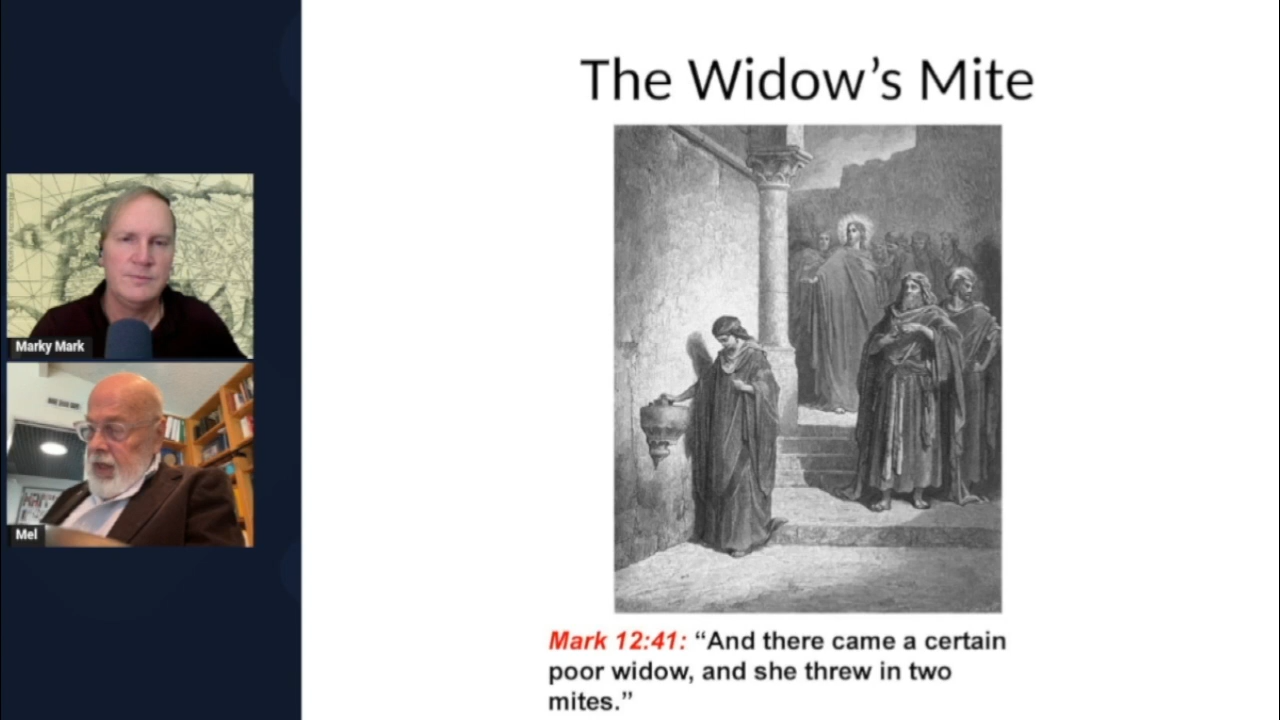 The Widow’s Mite
Marky Mark
Mel
Mark 12:41: “And there came a certain
poor widow, and she threw in two
mites.”